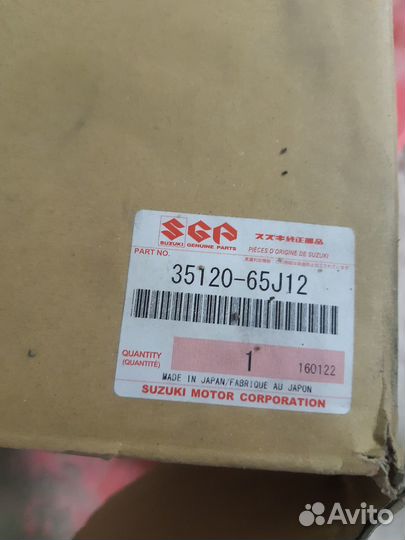 SGP
SUZUKI GENUINE PARTS
スズキ純正部品
PIÈCES D'ORIGINE DE SUZUKI
PART NO.
35120-65J12
QUANTITY
(QUANTITÉ)
1
160122
MADE IN JAPAN/FABRIQUÉ AU JAPON
SUZUKI MOTOR CORPORATION
Avito